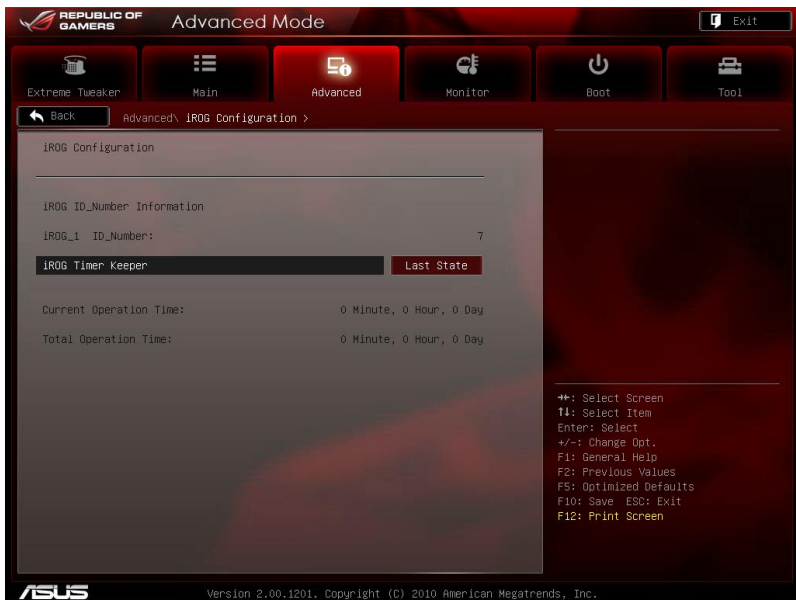 REPUBLIC OF
GAMERS
Advanced Mode
Exit
Extreme Tweaker
Main
Advanced
Monitor
Boot
Tool
Back
Advanced\ iROG Configuration >
iROG Configuration
iROG ID_Number Information
iROG_1 ID_Number: 7
iROG Timer Keeper Last State
Current Operation Time: 0 Minute, 0 Hour, 0 Day
Total Operation Time: 0 Minute, 0 Hour, 0 Day
→←: Select Screen
↑↓: Select Item
Enter: Select
+/-: Change Opt.
F1: General Help
F2: Previous Values
F5: Optimized Defaults
F10: Save ESC: Exit
F12: Print Screen
ASUS
Version 2.00.1201. Copyright (C) 2010 American Megatrends, Inc.